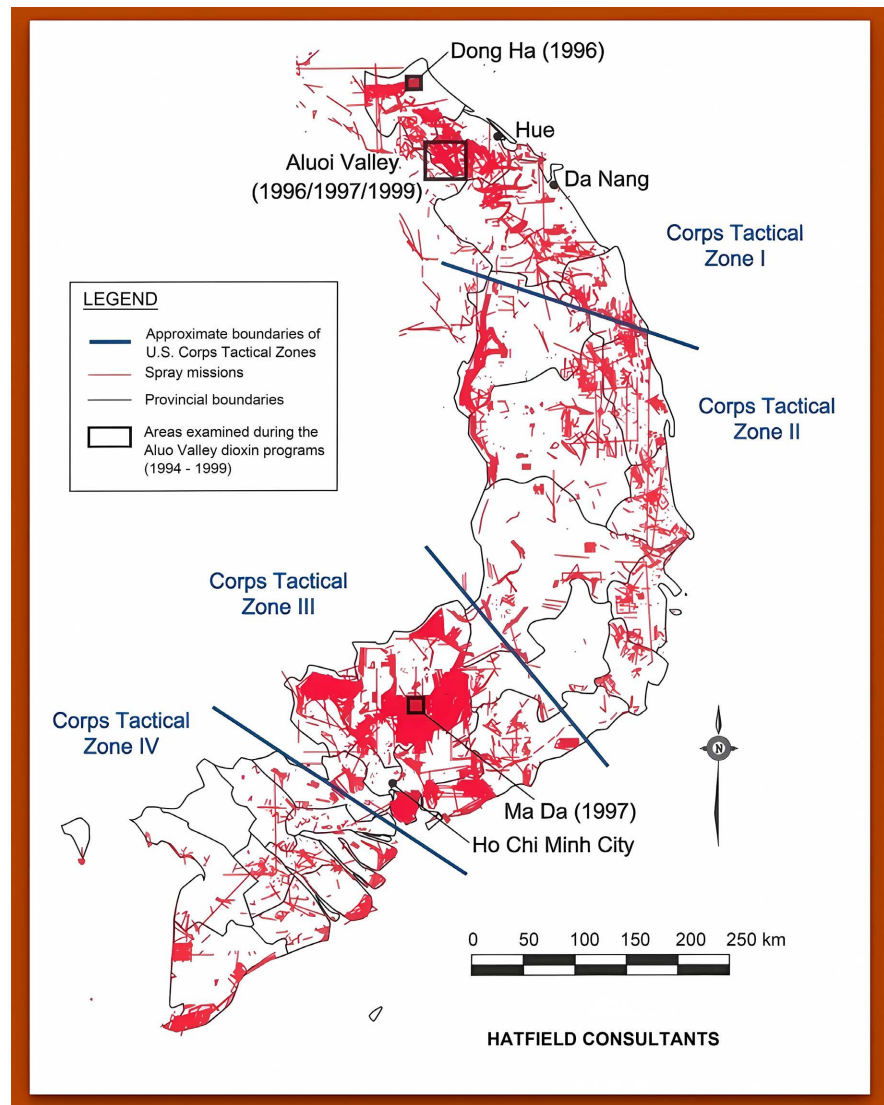 Dong Ha (1996)
Hue
Aluoi Valley
(1996/1997/1999)
Da Nang
Corps Tactical
Zone I
LEGEND
Approximate boundaries of
U.S. Corps Tactical Zones
Spray missions
Provincial boundaries
Areas examined during the
Aluo Valley dioxin programs
(1994 - 1999)
Corps Tactical
Zone II
Corps Tactical
Zone III
Corps Tactical
Zone IV
N
Ma Da (1997)
Ho Chi Minh City
0 50 100 150 200 250 km
HATFIELD CONSULTANTS